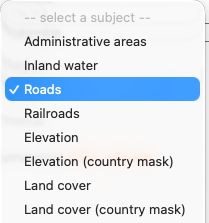 -- select a subject --
Administrative areas
Inland water
✓ Roads
Railroads
Elevation
Elevation (country mask)
Land cover
Land cover (country mask)